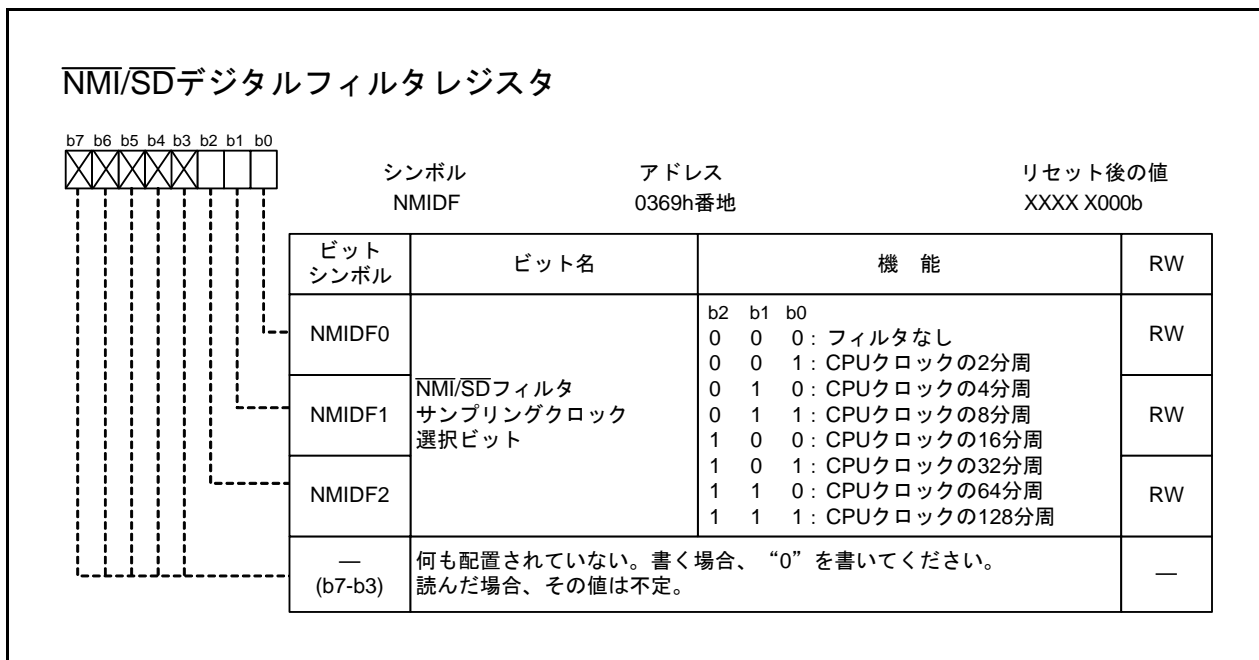 NMI/SDデジタルフィルタレジスタ
b7 b6 b5 b4 b3 b2 b1 b0
シンボル アドレス リセット後の値
NMIDF 0369h番地 XXXX X000b
ビット
シンボル
ビット名
機 能
RW
NMIDF0
NMIDF1
NMIDF2
NMI/SDフィルタ
サンプリングクロック
選択ビット
b2 b1 b0
0 0 0 : フィルタなし
0 0 1 : CPUクロックの2分周
0 1 0 : CPUクロックの4分周
0 1 1 : CPUクロックの8分周
1 0 0 : CPUクロックの16分周
1 0 1 : CPUクロックの32分周
1 1 0 : CPUクロックの64分周
1 1 1 : CPUクロックの128分周
RW
RW
RW
—
(b7-b3)
何も配置されていない。書く場合、“0”を書いてください。
読んだ場合、その値は不定。
—